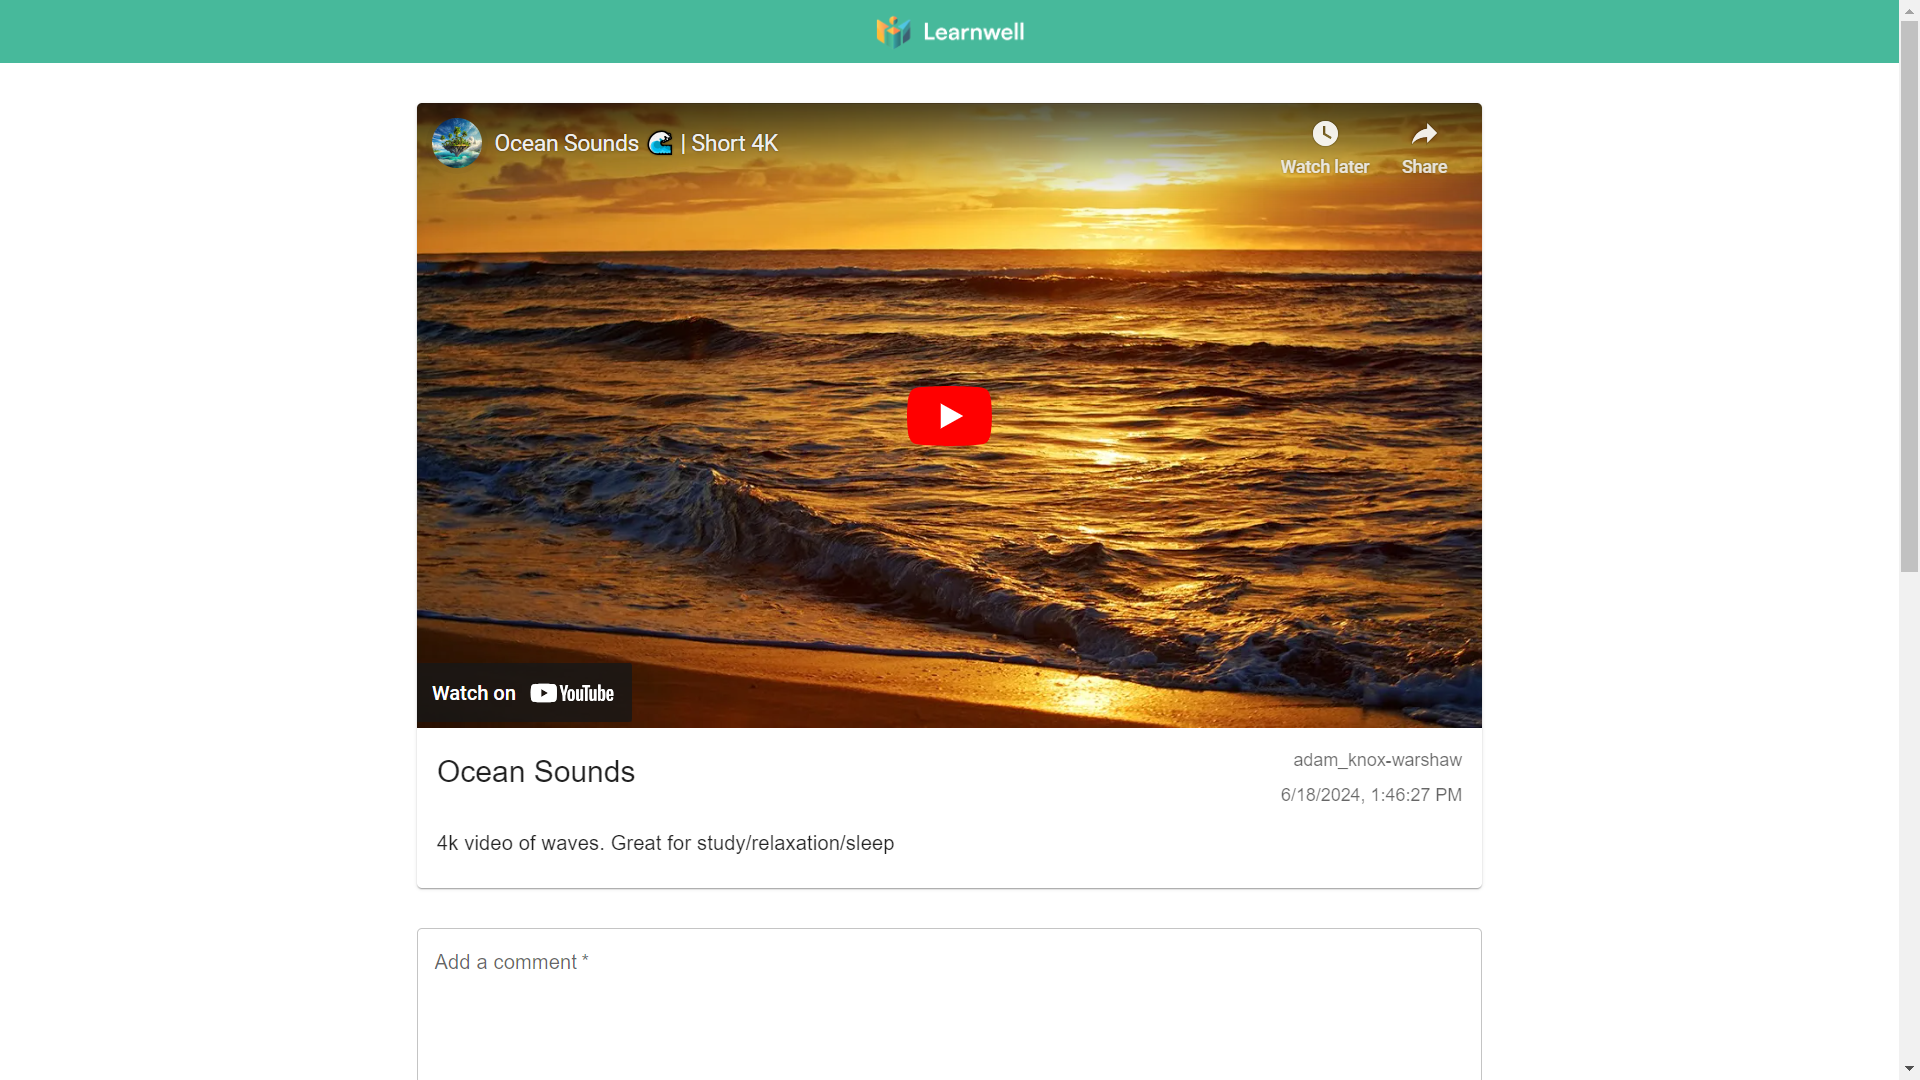 Learnwell
Ocean Sounds 🌊 | Short 4K
Watch later
Share
Watch on YouTube
Ocean Sounds
adam_knox-warshaw
6/18/2024, 1:46:27 PM
4k video of waves. Great for study/relaxation/sleep
Add a comment *